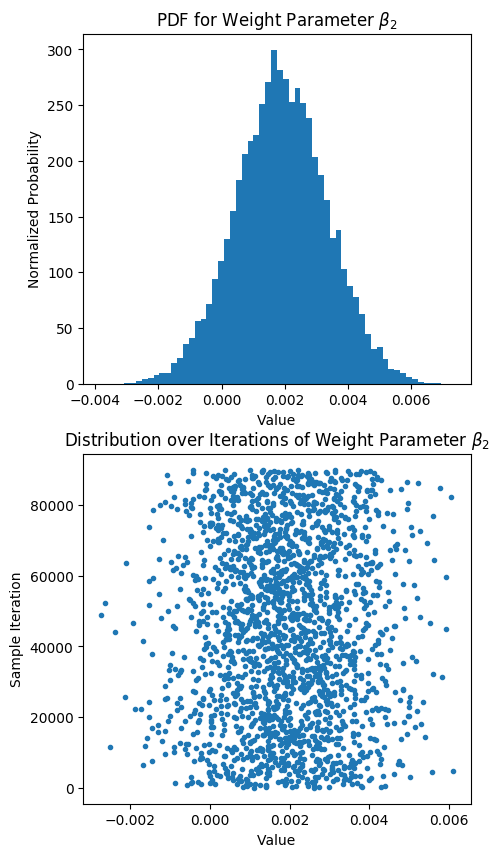 PDF for Weight Parameter β₂
300
250
200
150
100
50
0
Normalized Probability
−0.004 −0.002 0.000 0.002 0.004 0.006
Value
Distribution over Iterations of Weight Parameter β₂
80000
60000
40000
20000
0
Sample Iteration
−0.002 0.000 0.002 0.004 0.006
Value